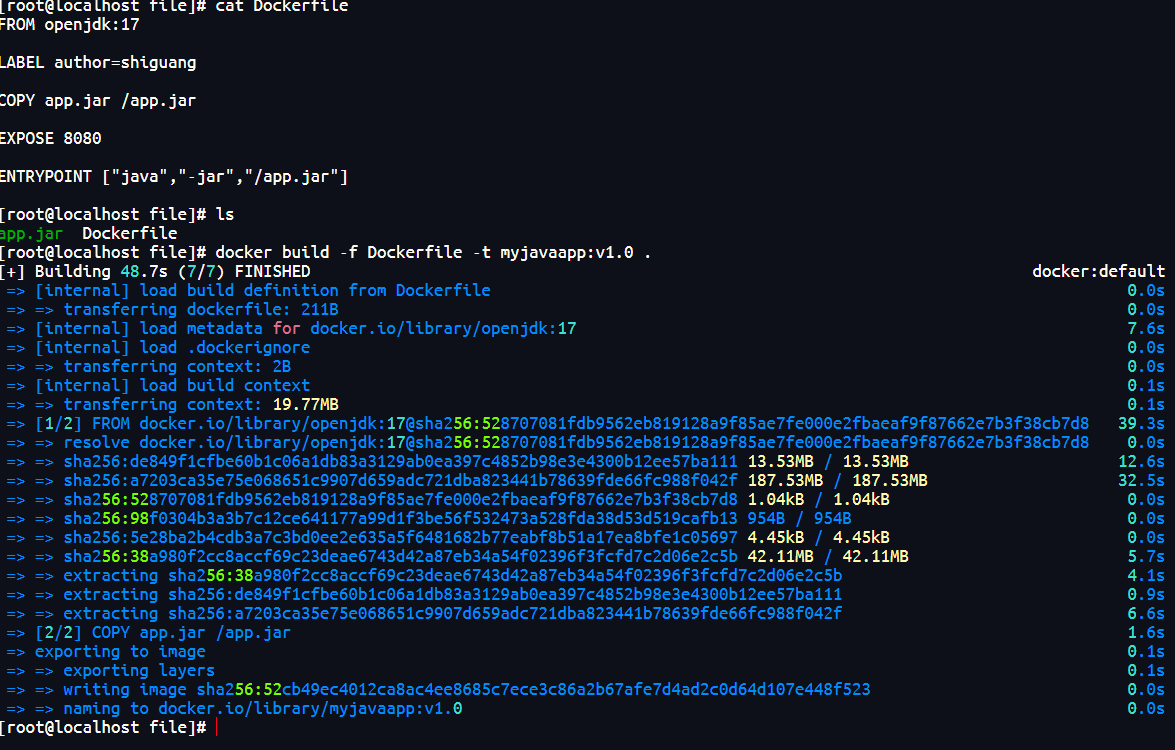 [root@localhost file]# cat Dockerfile
FROM openjdk:17
LABEL author=shiguang
COPY app.jar /app.jar
EXPOSE 8080
ENTRYPOINT ["java","-jar","/app.jar"]
[root@localhost file]# ls
app.jar  Dockerfile
[root@localhost file]# docker build -f Dockerfile -t myjavaapp:v1.0 .
[+] Building 48.7s (7/7) FINISHED docker:default
=> [internal] load build definition from Dockerfile 0.0s
=> => transferring dockerfile: 211B 0.0s
=> [internal] load metadata for docker.io/library/openjdk:17 7.6s
=> [internal] load .dockerignore 0.0s
=> => transferring context: 2B 0.0s
=> [internal] load build context 0.1s
=> => transferring context: 19.77MB 0.1s
=> [1/2] FROM docker.io/library/openjdk:17@sha256:528707081fdb9562eb819128a9f85ae7fe000e2fbaeaf9f87662e7b3f38cb7d8 39.3s
=> => resolve docker.io/library/openjdk:17@sha256:528707081fdb9562eb819128a9f85ae7fe000e2fbaeaf9f87662e7b3f38cb7d8 0.0s
=> => sha256:de849f1cfbe60b1c06a1db83a3129ab0ea397c4852b98e3e4300b12ee57ba111 13.53MB / 13.53MB 12.6s
=> => sha256:a7203ca35e75e068651c9907d659adc721dba823441b78639fde66fc988f042f 187.53MB / 187.53MB 32.5s
=> => sha256:528707081fdb9562eb819128a9f85ae7fe000e2fbaeaf9f87662e7b3f38cb7d8 1.04kB / 1.04kB 0.0s
=> => sha256:98f0304b3a3b7c12ce641177a99d1f3be56f532473a528fda38d53d519cafb13 954B / 954B 0.0s
=> => sha256:5e28ba2b4cdb3a7c3bd0ee2e635a5f6481682b77eabf8b51a17ea8bfe1c05697 4.45kB / 4.45kB 0.0s
=> => sha256:38a980f2cc8accf69c23deae6743d42a87eb34a54f02396f3fcfd7c2d06e2c5b 42.11MB / 42.11MB 5.7s
=> => extracting sha256:38a980f2cc8accf69c23deae6743d42a87eb34a54f02396f3fcfd7c2d06e2c5b 4.1s
=> => extracting sha256:de849f1cfbe60b1c06a1db83a3129ab0ea397c4852b98e3e4300b12ee57ba111 0.9s
=> => extracting sha256:a7203ca35e75e068651c9907d659adc721dba823441b78639fde66fc988f042f 6.6s
=> [2/2] COPY app.jar /app.jar 1.6s
=> exporting to image 0.1s
=> => exporting layers 0.1s
=> => writing image sha256:52cb49ec4012ca8ac4ee8685c7ece3c86a2b67afe7d4ad2c0d64d107e448f523 0.0s
=> => naming to docker.io/library/myjavaapp:v1.0 0.0s
[root@localhost file]#